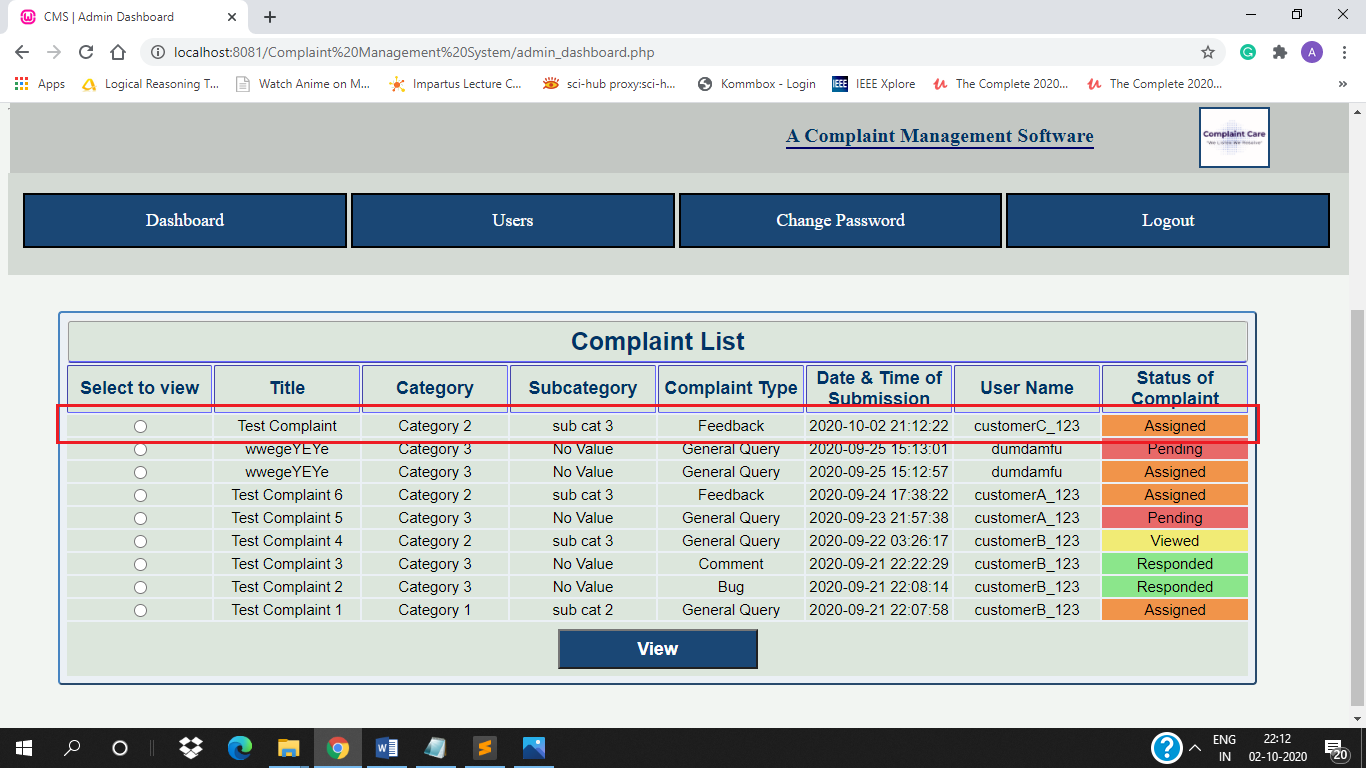 CMS | Admin Dashboard
localhost:8081/Complaint%20Management%20System/admin_dashboard.php
A
Apps Logical Reasoning T... Watch Anime on M... Impartus Lecture C... sci-hub proxy:sci-h... Kommbox - Login IEEE IEEE Xplore The Complete 2020... The Complete 2020... »
A Complaint Management Software
Complaint Care
Dashboard Users Change Password Logout
Complaint List
Select to view Title Category Subcategory Complaint Type Date & Time of Submission User Name Status of Complaint
Test Complaint Category 2 sub cat 3 Feedback 2020-10-02 21:12:22 customerC_123 Assigned
wwegeYEYe Category 3 No Value General Query 2020-09-25 15:13:01 dumdamfu Pending
wwegeYEYe Category 3 No Value General Query 2020-09-25 15:12:57 dumdamfu Assigned
Test Complaint 6 Category 2 sub cat 3 Feedback 2020-09-24 17:38:22 customerA_123 Assigned
Test Complaint 5 Category 3 No Value General Query 2020-09-23 21:57:38 customerA_123 Pending
Test Complaint 4 Category 2 sub cat 3 General Query 2020-09-22 03:26:17 customerB_123 Viewed
Test Complaint 3 Category 3 No Value Comment 2020-09-21 22:22:29 customerB_123 Responded
Test Complaint 2 Category 3 No Value Bug 2020-09-21 22:08:14 customerB_123 Responded
Test Complaint 1 Category 1 sub cat 2 General Query 2020-09-21 22:07:58 customerB_123 Assigned
View
ENG 22:12
IN 02-10-2020 20